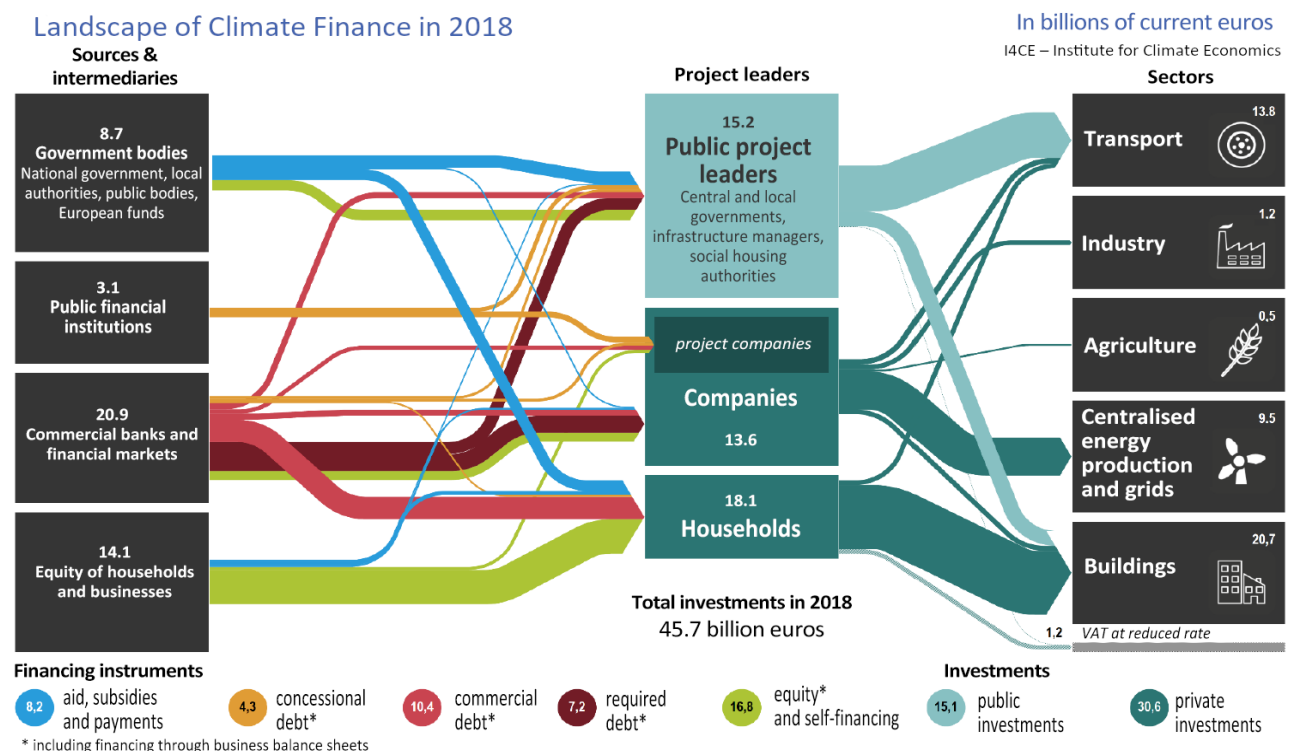 Landscape of Climate Finance in 2018
In billions of current euros
I4CE – Institute for Climate Economics
Sources &
intermediaries
8.7
Government bodies
National government, local
authorities, public bodies,
European funds
3.1
Public financial
institutions
20.9
Commercial banks and
financial markets
14.1
Equity of households
and businesses
Project leaders
15.2
Public project
leaders
Central and local
governments,
infrastructure managers,
social housing
authorities
project companies
Companies
13.6
18.1
Households
Total investments in 2018
45.7 billion euros
Sectors
13.8
Transport
1.2
Industry
0,5
Agriculture
9.5
Centralised
energy
production
and grids
20,7
Buildings
1,2
VAT at reduced rate
Financing instruments
8,2
aid, subsidies
and payments
4,3
concessional
debt*
10,4
commercial
debt*
7,2
required
debt*
16,8
equity*
and self-financing
Investments
15,1
public
investments
30,6
private
investments
* including financing through business balance sheets